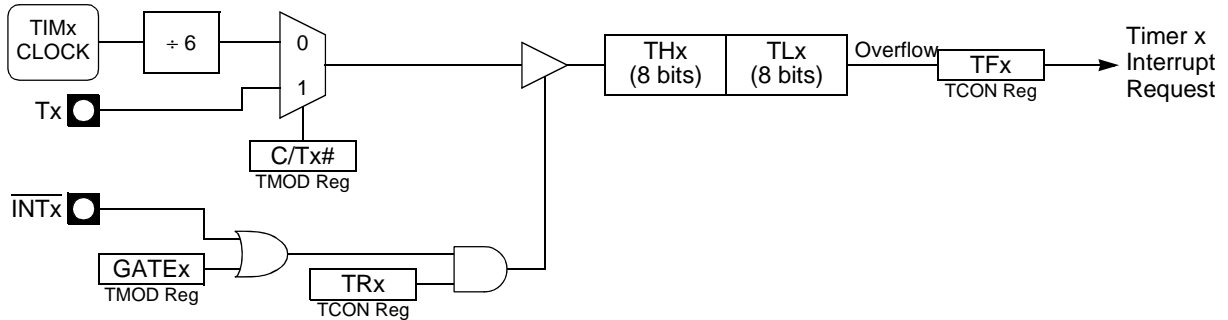 TIMx
CLOCK
÷ 6
0
1
Tx
C/Tx#
TMOD Reg
THx
(8 bits)
TLx
(8 bits)
Overflow
TFx
TCON Reg
Timer x
Interrupt
Request
INTx
GATEx
TMOD Reg
TRx
TCON Reg